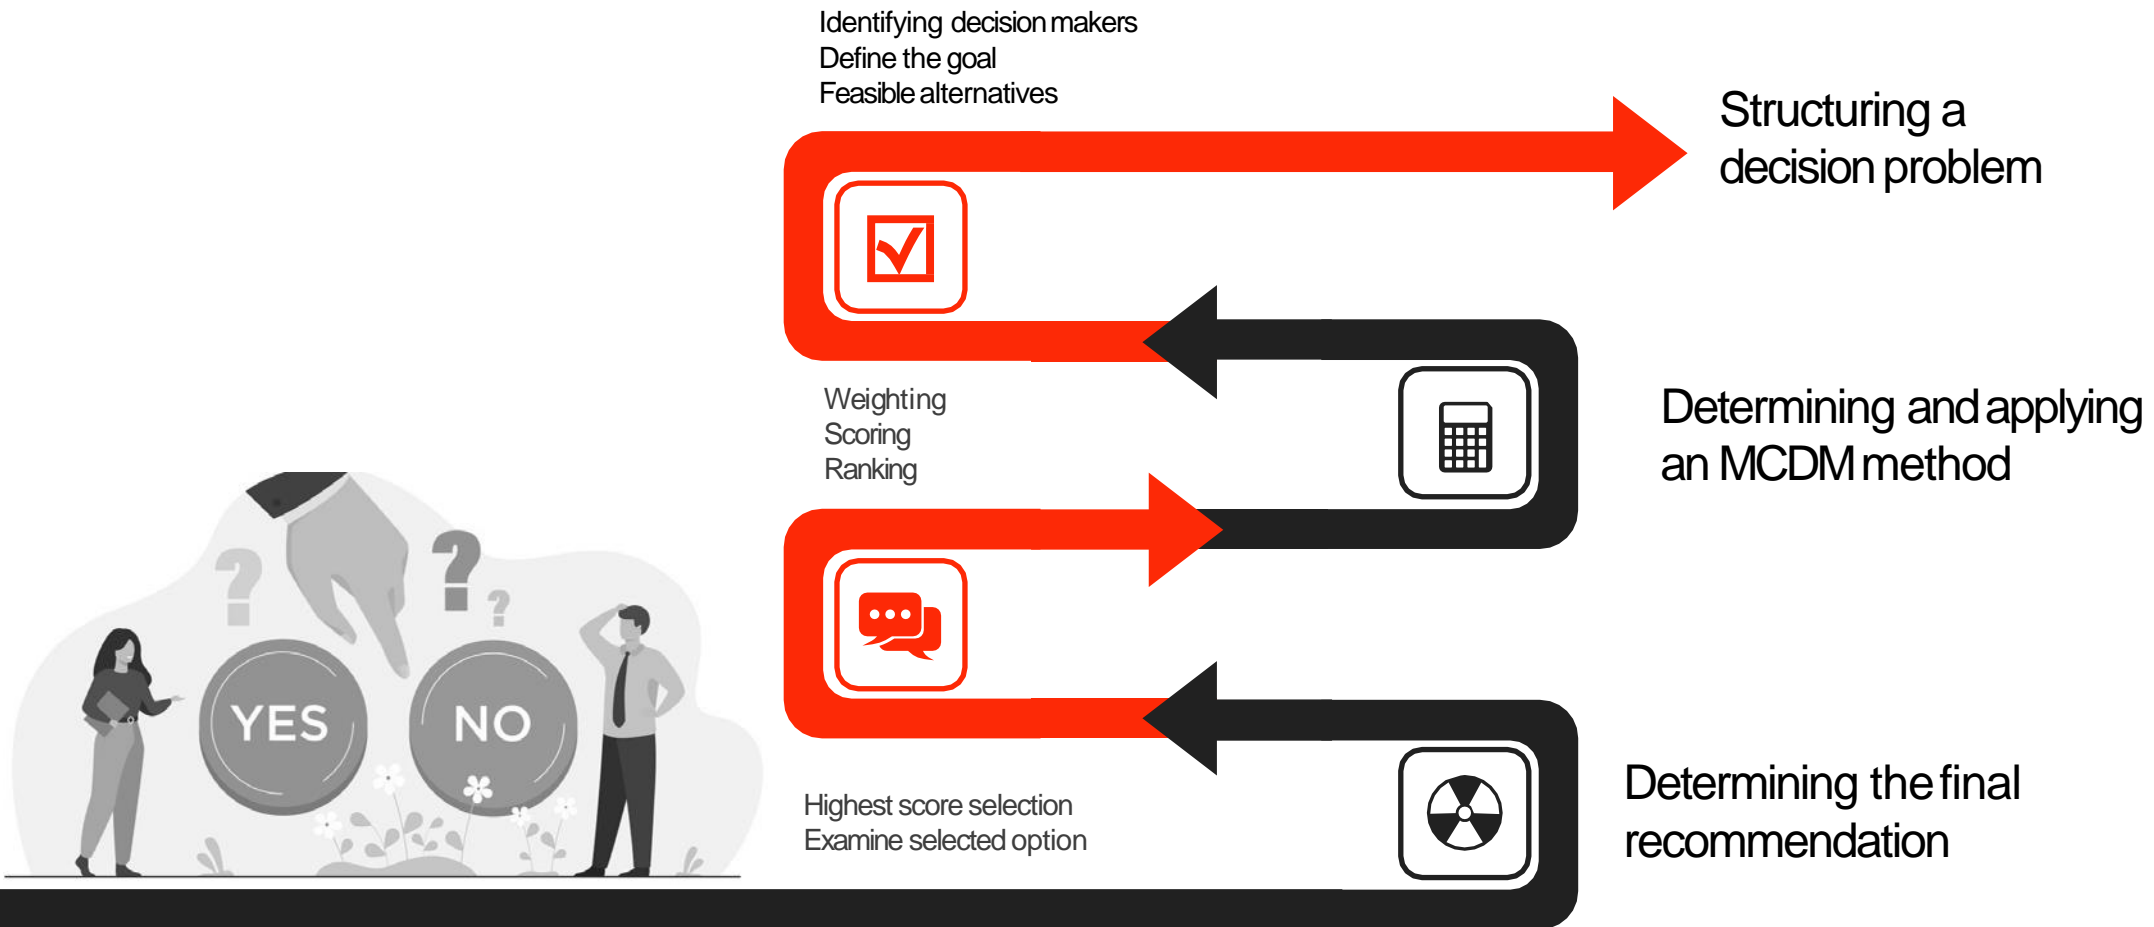 Identifying decision makers
Define the goal
Feasible alternatives
Structuring a
decision problem
Weighting
Scoring
Ranking
Determining and applying
an MCDM method
? ? ?
YES NO
Highest score selection
Examine selected option
Determining the final
recommendation